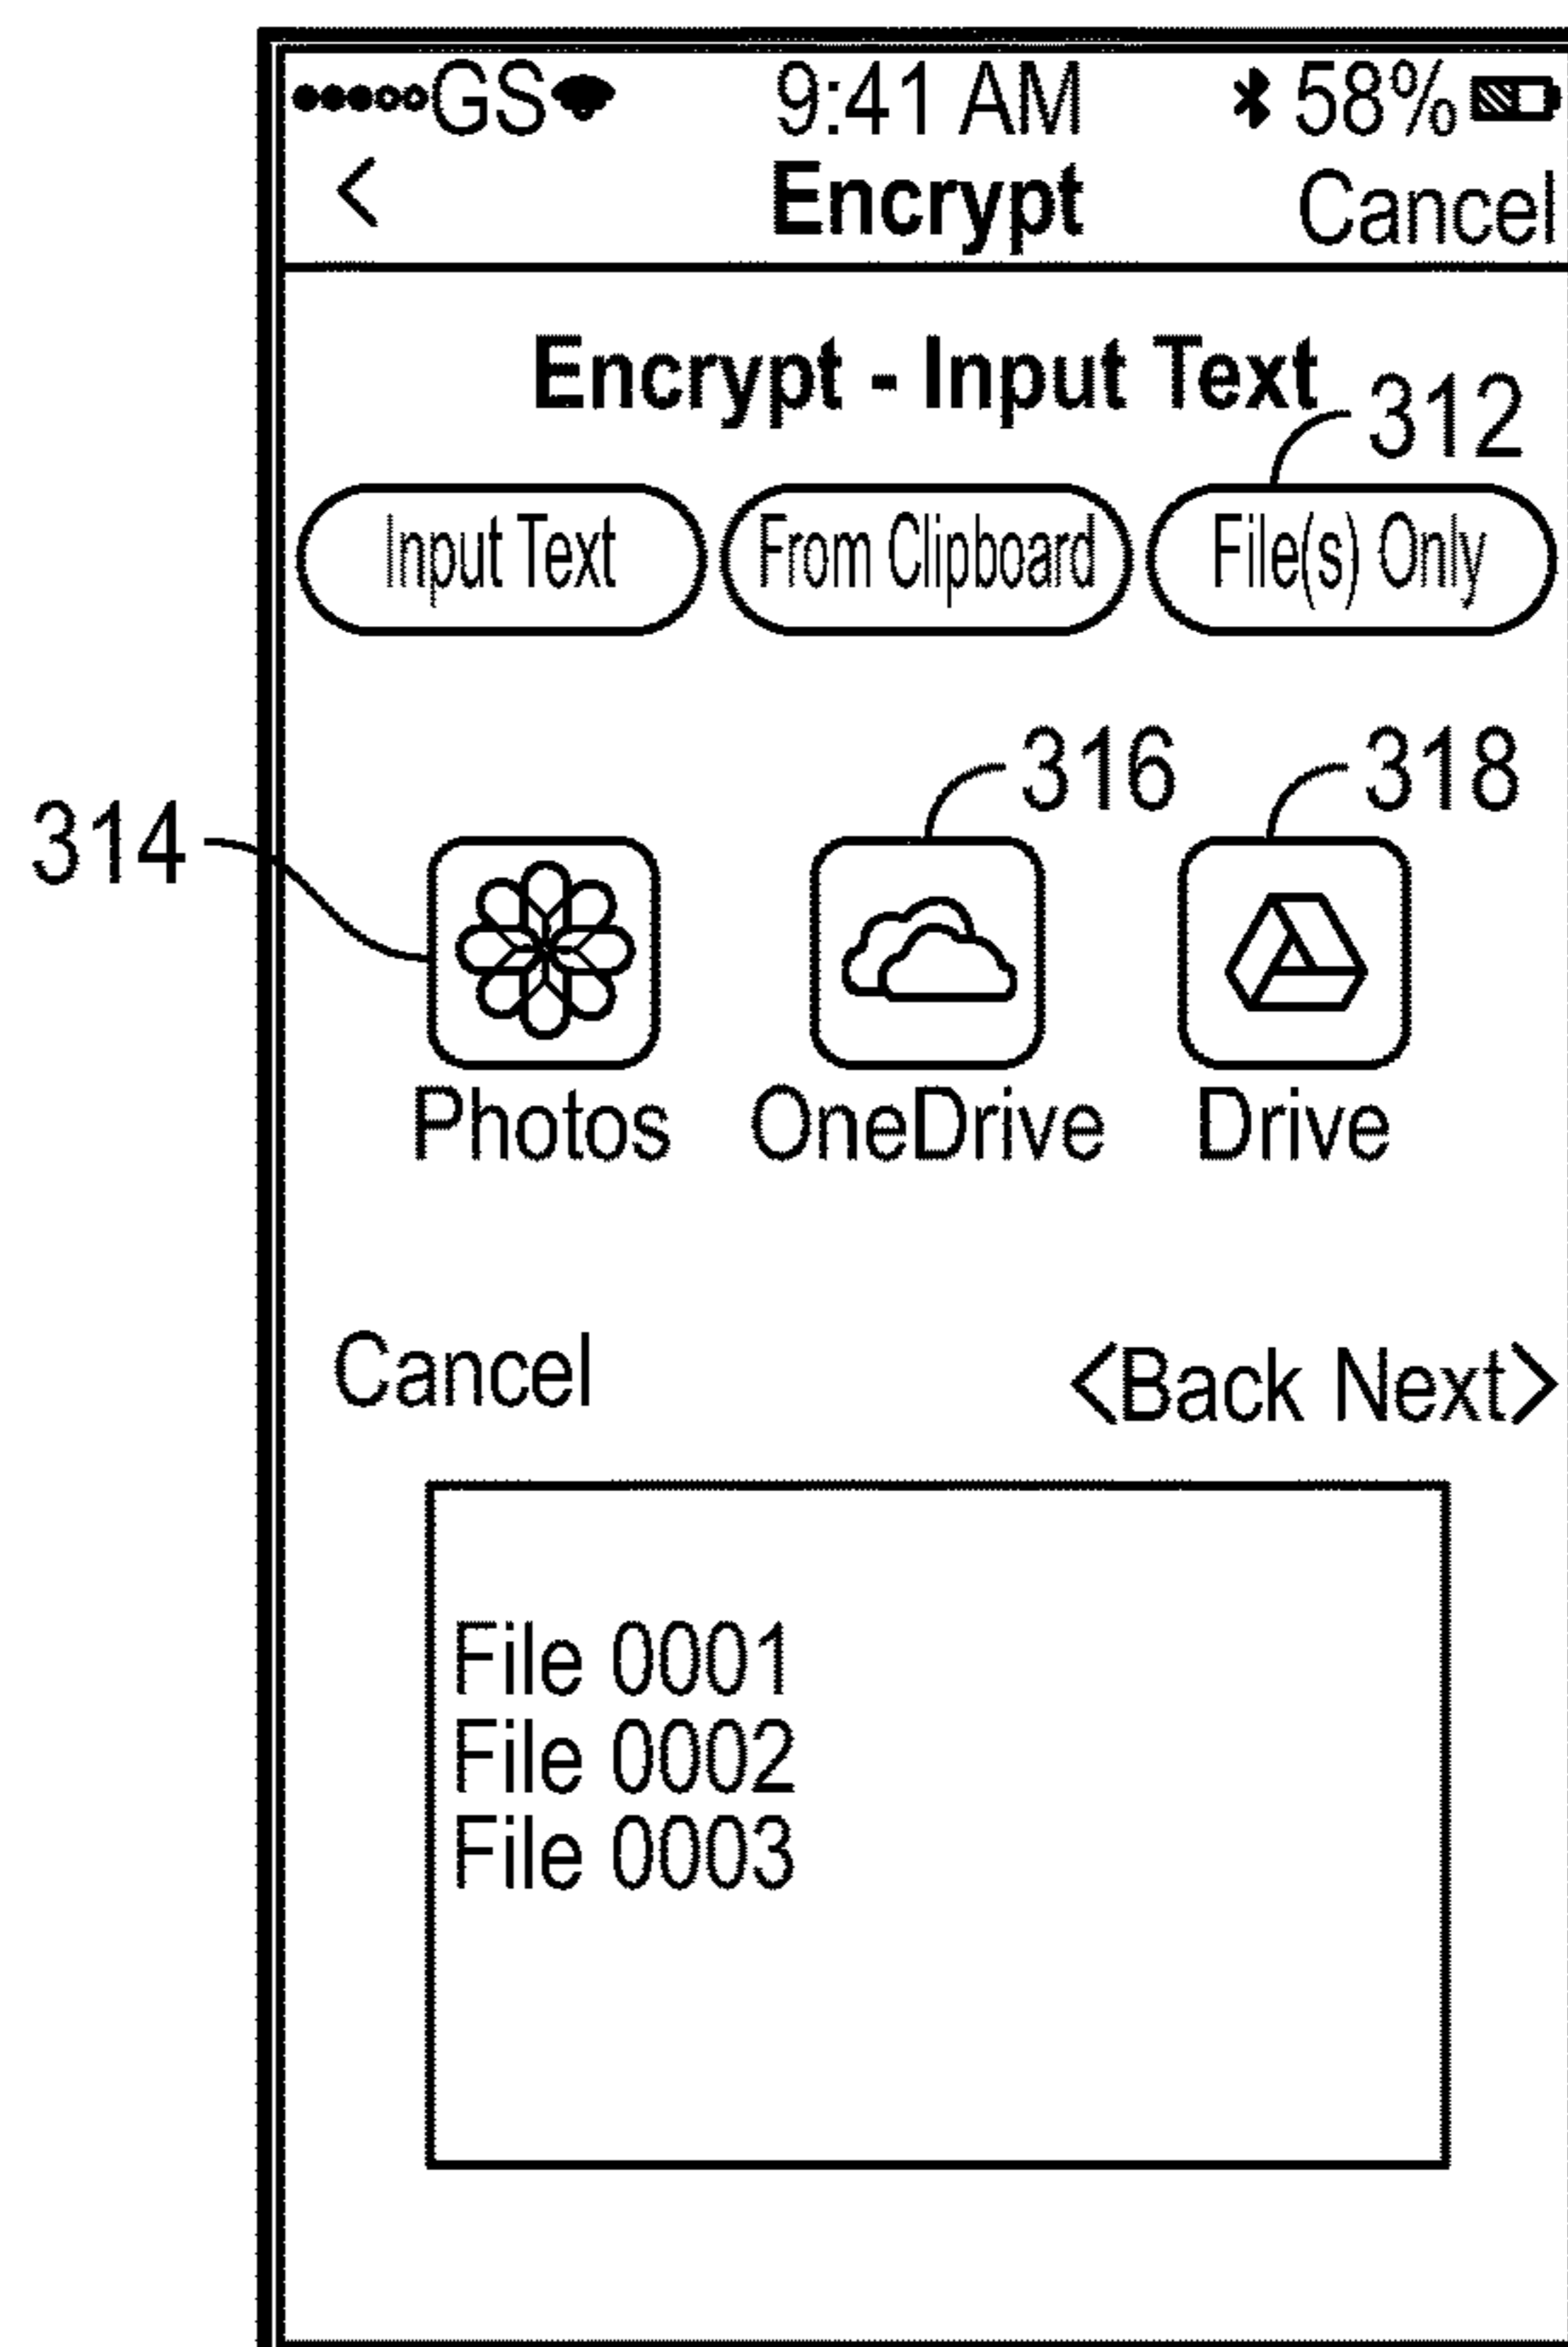 GS 9:41 AM 58%
< Encrypt Cancel
Encrypt - Input Text
312
Input Text From Clipboard File(s) Only
316 318
314
Photos OneDrive Drive
Cancel <Back Next>
File 0001
File 0002
File 0003